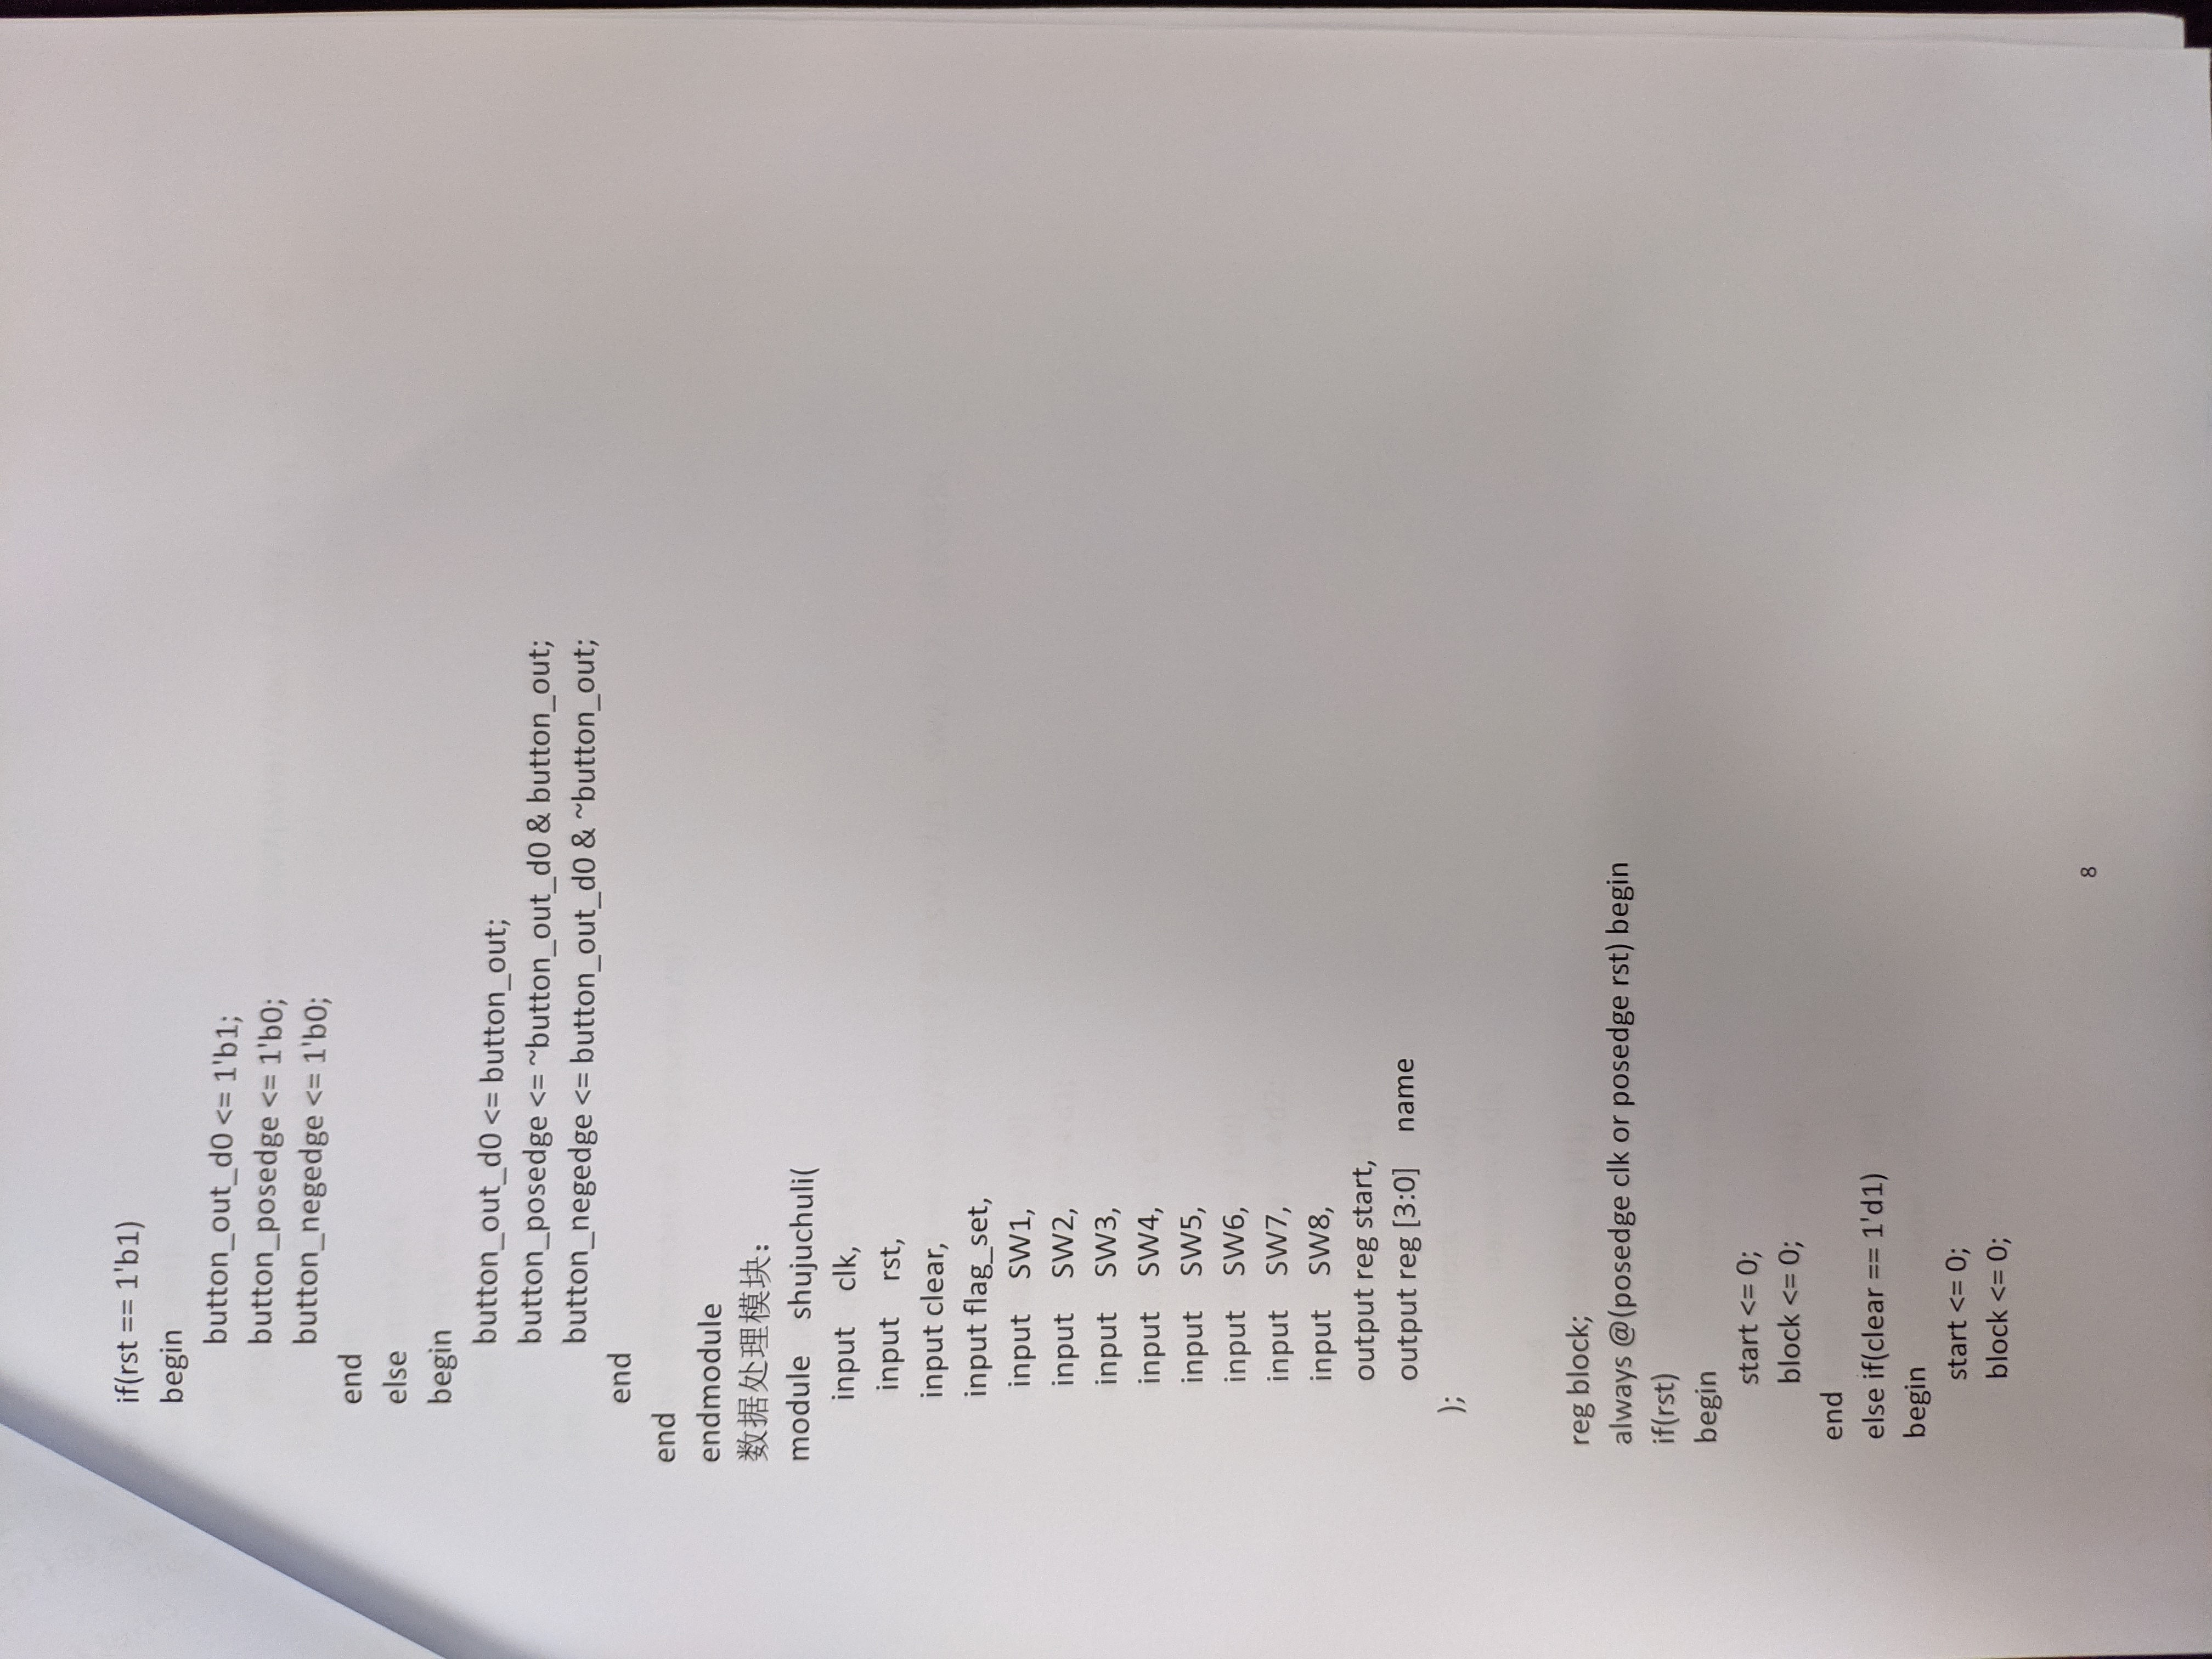 if(rst == 1'b1)
begin
button_out_d0 <= 1'b1;
button_posedge <= 1'b0;
button_negedge <= 1'b0;
end
else
begin
button_out_d0 <= button_out;
button_posedge <= ~button_out_d0 & button_out;
button_negedge <= button_out_d0 & ~button_out;
end
end
endmodule
数据处理模块：
module shujuchuli(
input clk,
input rst,
input clear,
input flag_set,
input SW1,
input SW2,
input SW3,
input SW4,
input SW5,
input SW6,
input SW7,
input SW8,
output reg start,
output reg [3:0] name
);
reg block;
always @(posedge clk or posedge rst) begin
if(rst)
begin
start <= 0;
block <= 0;
end
else if(clear == 1'd1)
begin
start <= 0;
block <= 0;
8